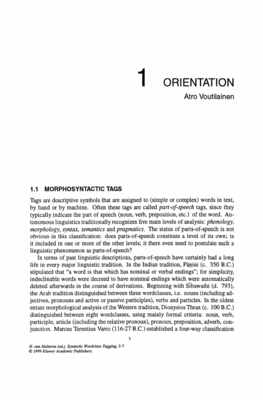 1 ORIENTATION
Atro Voutilainen
1.1 MORPHOSYNTACTIC TAGS
Tags are descriptive symbols that are assigned to (simple or complex) words in text,
by hand or by machine. Often these tags are called part-of-speech tags, since they
typically indicate the part of speech (noun, verb, preposition, etc.) of the word. Au-
tonomous linguistics traditionally recognizes five main levels of analysis: phonology,
morphology, syntax, semantics and pragmatics. The status of parts-of-speech is not
obvious in this classification: does parts-of-speech constitute a level of its own; is
it included in one or more of the other levels; it there even need to postulate such a
linguistic phenomenon as parts-of-speech?
In terms of past linguistic descriptions, parts-of-speech have certainly had a long
life in every major linguistic tradition. In the Indian tradition, Pāṇini (c. 350 B.C.)
stipulated that "a word is that which has nominal or verbal endings"; for simplicity,
indeclinable words were decreed to have nominal endings which were automatically
deleted afterwards in the course of derivations. Beginning with Sībawaihi (d. 793),
the Arab tradition distinguished between three wordclasses, i.e. nouns (including ad-
jectives, pronouns and active or passive participles), verbs and particles. In the oldest
extant morphological analysis of the Western tradition, Dionysius Thrax (c. 100 B.C.)
distinguished between eight wordclasses, using mainly formal criteria: noun, verb,
participle, article (including the relative pronoun), pronoun, preposition, adverb, con-
junction. Marcus Terentius Varro (116-27 B.C.) established a four-way classification
3
H. van Halteren (ed.), Syntactic Wordclass Tagging, 3-7.
© 1999 Kluwer Academic Publishers.